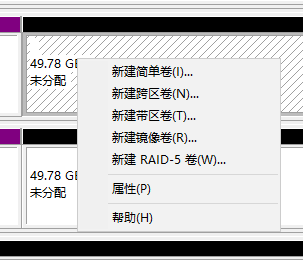 49.78 GB
未分配
新建简单卷(I)...
新建跨区卷(N)...
新建带区卷(T)...
新建镜像卷(R)...
新建 RAID-5 卷(W)...
49.78 GB
未分配
属性(P)
帮助(H)